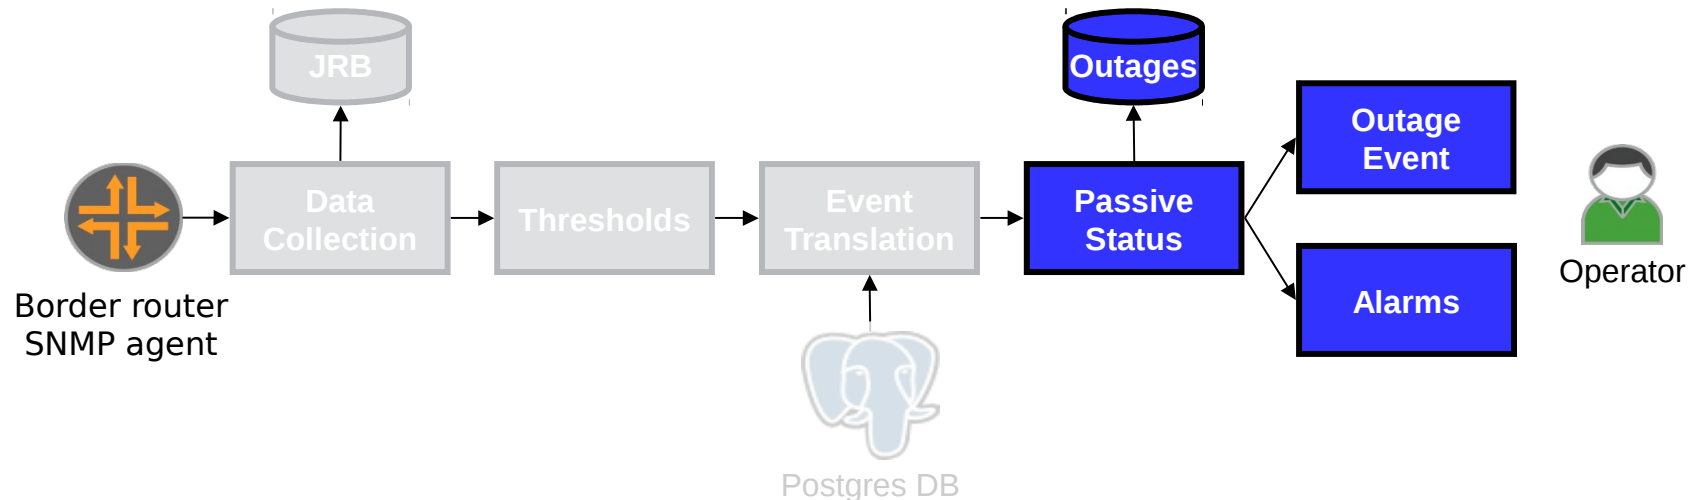 JRB
Outages
Outage
Event
Data
Collection
Thresholds
Event
Translation
Passive
Status
Operator
Border router
SNMP agent
Alarms
Postgres DB